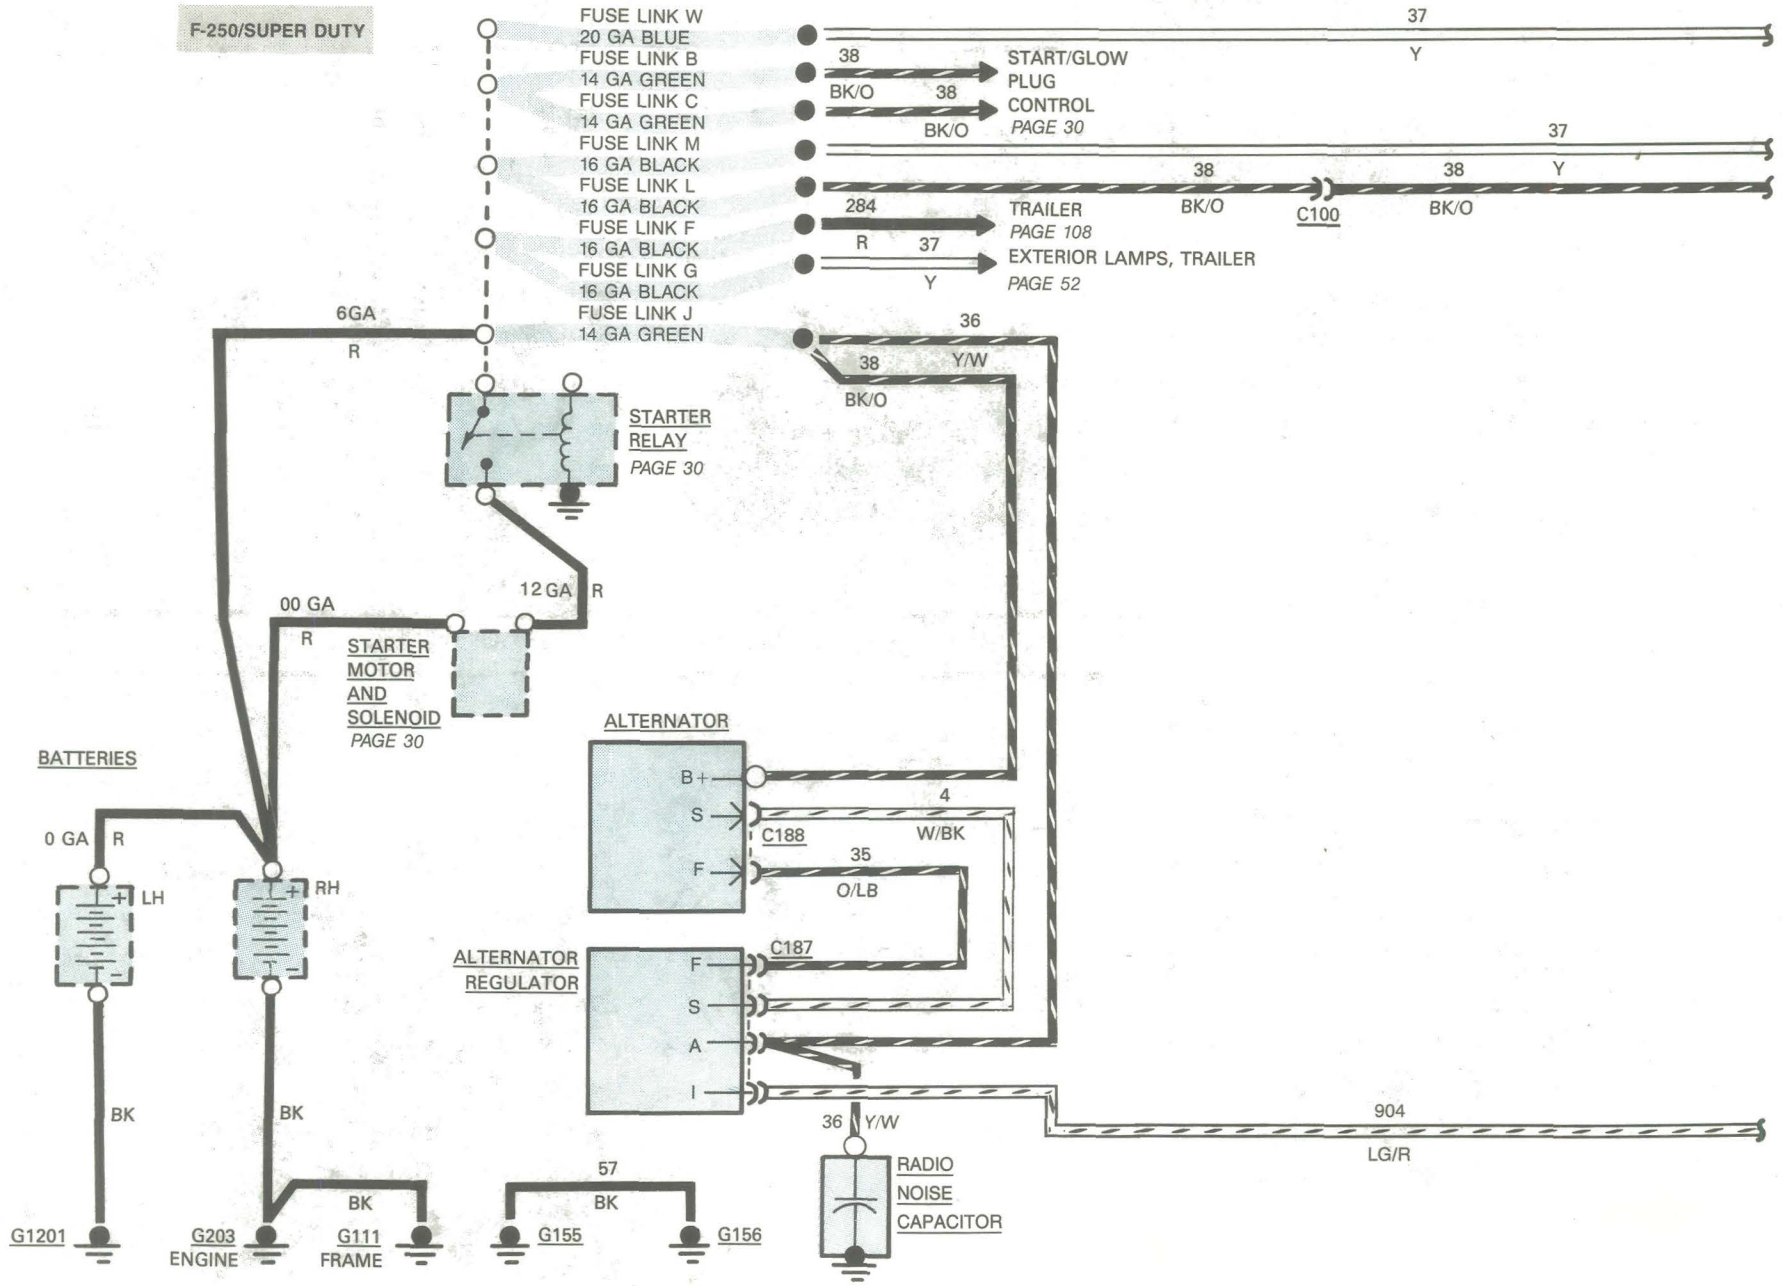 F-250/SUPER DUTY
FUSE LINK W
20 GA BLUE
FUSE LINK B
14 GA GREEN
FUSE LINK C
14 GA GREEN
FUSE LINK M
16 GA BLACK
FUSE LINK L
16 GA BLACK
FUSE LINK F
16 GA BLACK
FUSE LINK G
16 GA BLACK
FUSE LINK J
14 GA GREEN
37
Y
38
BK/O
38
BK/O
START/GLOW
PLUG
CONTROL
PAGE 30
37
Y
38
BK/O
C100
38
BK/O
284
R
TRAILER
PAGE 108
37
Y
EXTERIOR LAMPS, TRAILER
PAGE 52
6GA
R
36
Y/W
38
BK/O
STARTER
RELAY
PAGE 30
12 GA R
00 GA
R
STARTER
MOTOR
AND
SOLENOID
PAGE 30
BATTERIES
0 GA R
+ LH
-
+ RH
-
ALTERNATOR
B+
S
F
C188
4
W/BK
35
O/LB
ALTERNATOR
REGULATOR
C187
F
S
A
I
36 Y/W
904
LG/R
BK
BK
BK
57
BK
RADIO
NOISE
CAPACITOR
G1201
G203
ENGINE
G111
FRAME
G155
G156